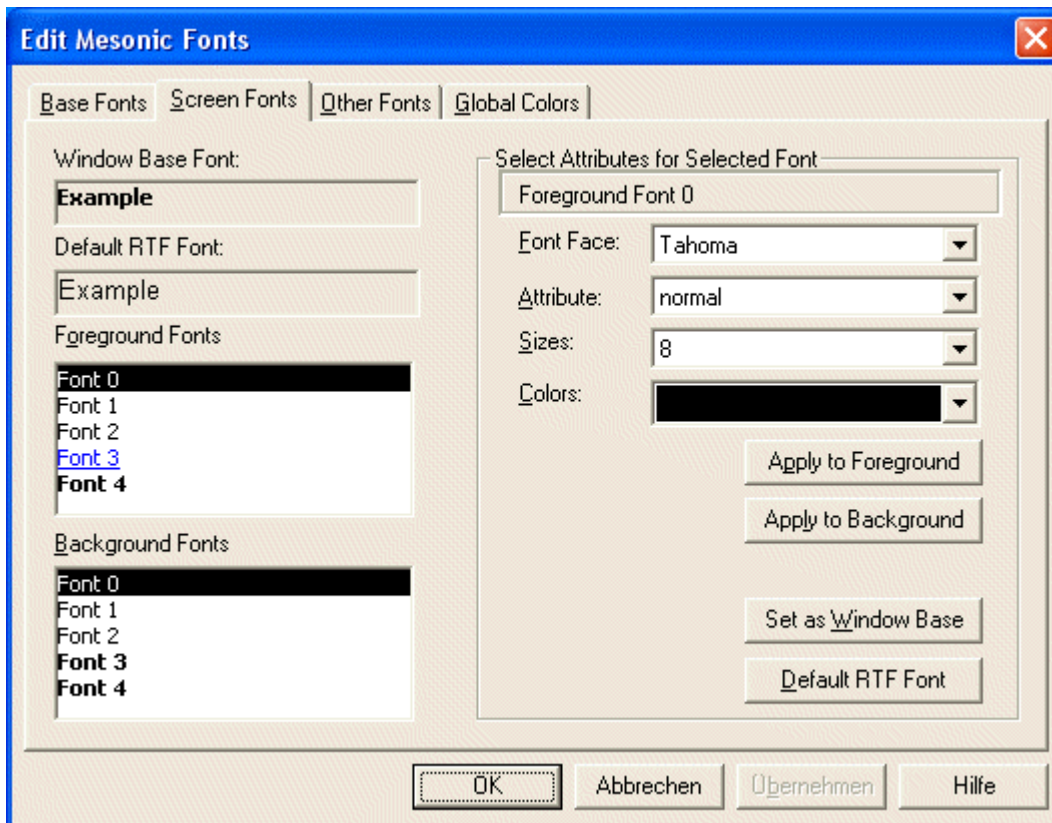 Edit Mesonic Fonts
Base Fonts Screen Fonts Other Fonts Global Colors
Window Base Font:
Example
Default RTF Font:
Example
Foreground Fonts
Font 0
Font 1
Font 2
Font 3
Font 4
Background Fonts
Font 0
Font 1
Font 2
Font 3
Font 4
Select Attributes for Selected Font
Foreground Font 0
Font Face: Tahoma
Attribute: normal
Sizes: 8
Colors:
Apply to Foreground
Apply to Background
Set as Window Base
Default RTF Font
OK Abbrechen Übernehmen Hilfe